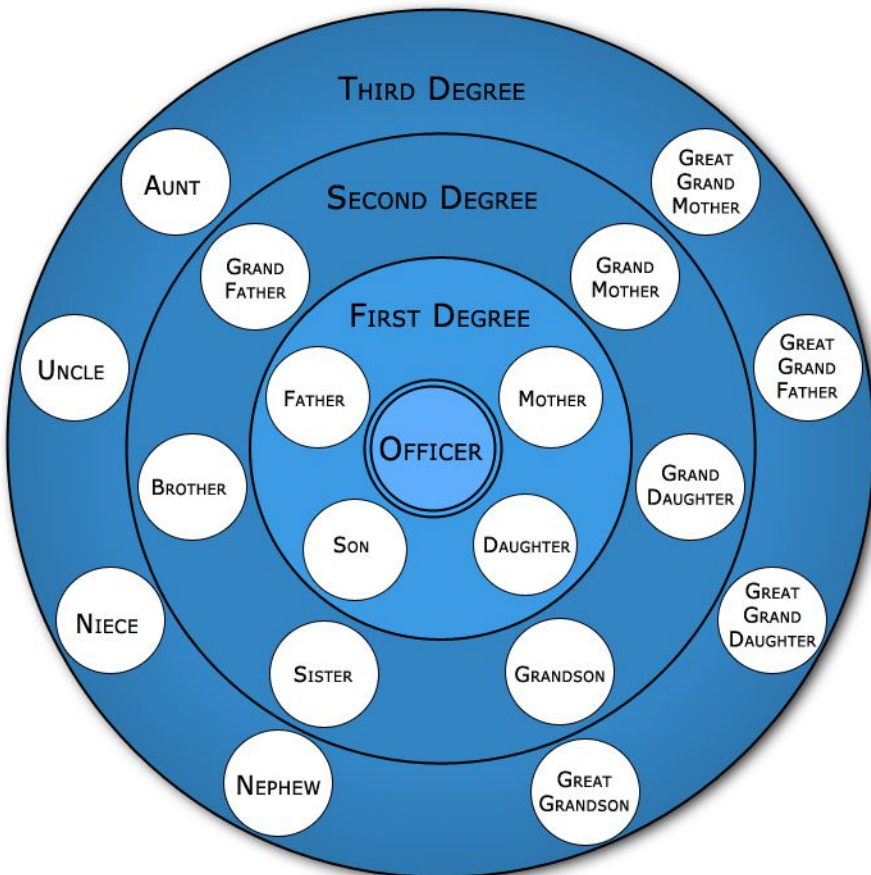 Third Degree
Aunt
Great
Grand
Mother
Second Degree
Grand
Father
Grand
Mother
First Degree
Uncle
Great
Grand
Father
Father
Mother
Officer
Brother
Grand
Daughter
Son
Daughter
Niece
Great
Grand
Daughter
Sister
Grandson
Nephew
Great
Grandson